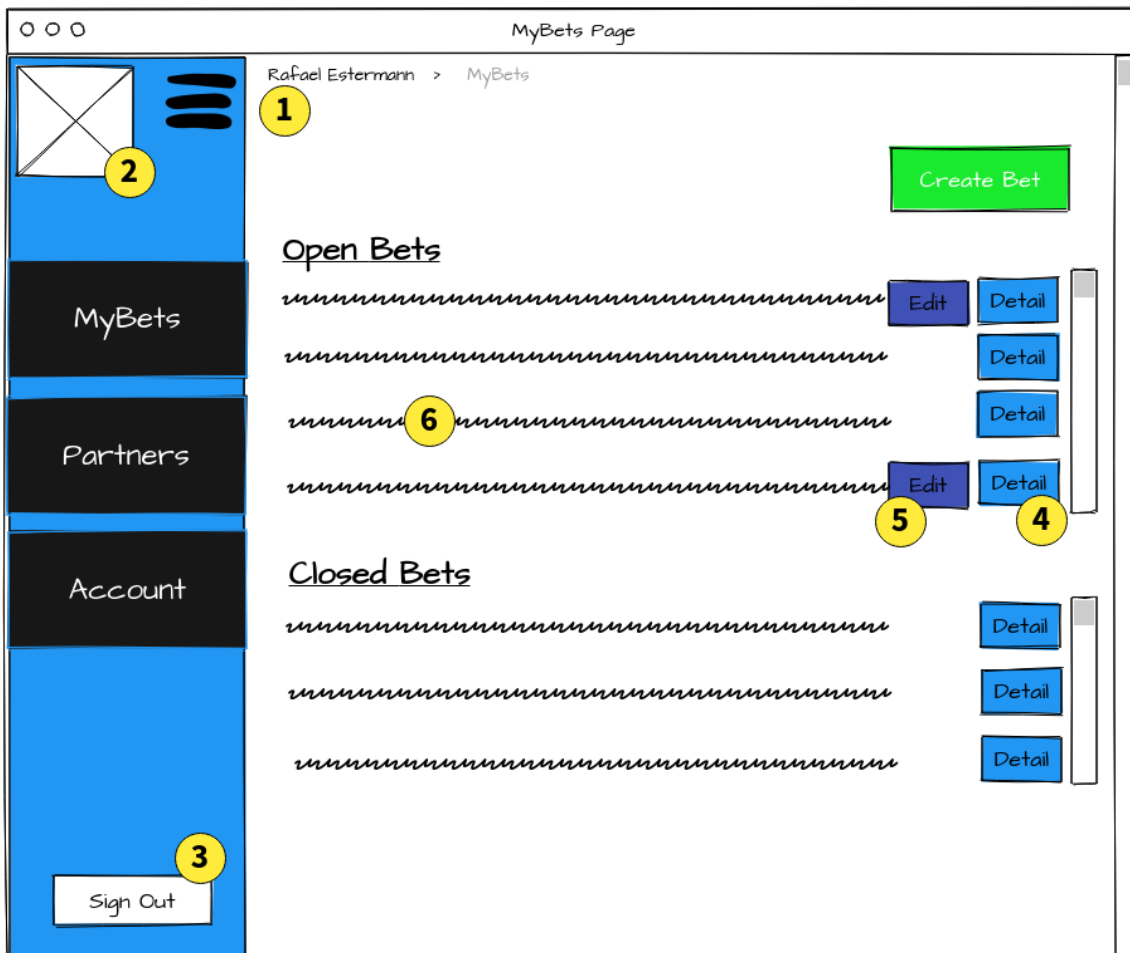 MyBets Page
Rafael Estermann > MyBets
1
2
Create Bet
Open Bets
MyBets
Edit Detail
Detail
6 Detail
Partners
Edit Detail
5 4
Closed Bets
Account
Detail
Detail
Detail
3
Sign Out